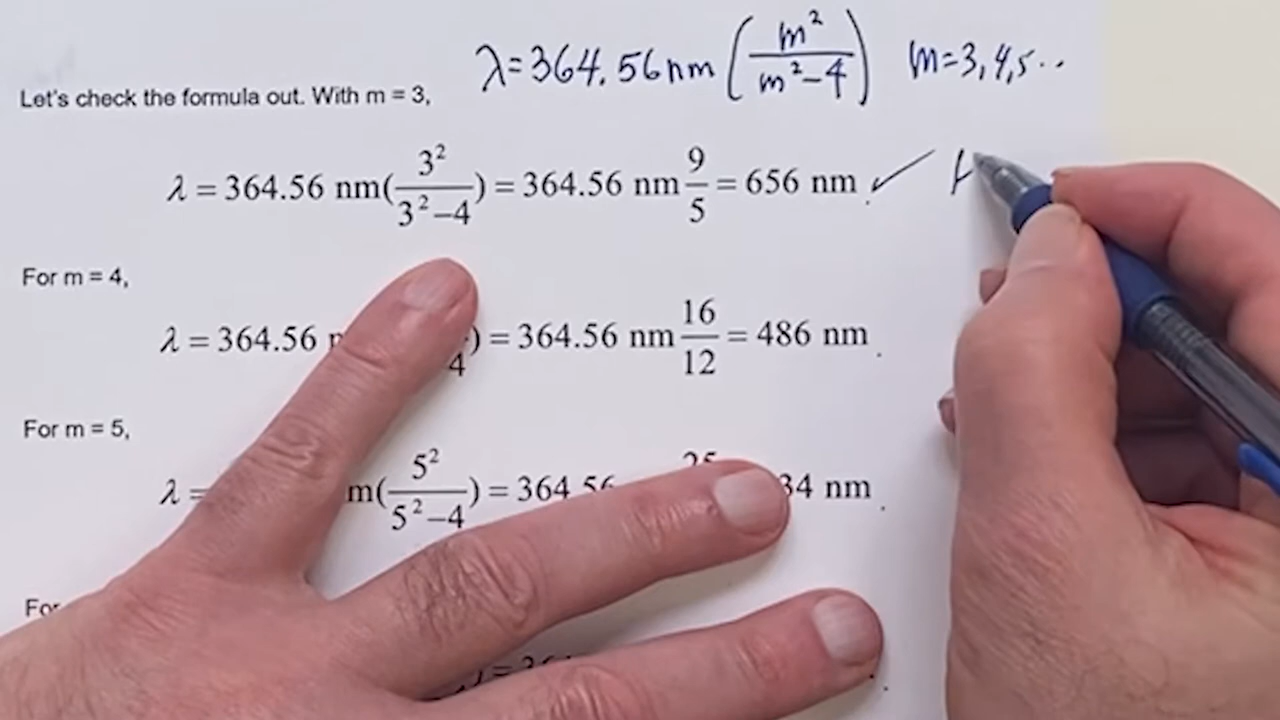 λ=364.56nm (m²/(m²-4)) m=3,4,5..
Let's check the formula out. With m = 3,
λ = 364.56 nm(3²/(3²-4)) = 364.56 nm 9/5 = 656 nm. ✓
For m = 4,
λ = 364.56 4) = 364.56 nm 16/12 = 486 nm.
For m = 5,
λ = m(5²/(5²-4)) = 364.56 34 nm.